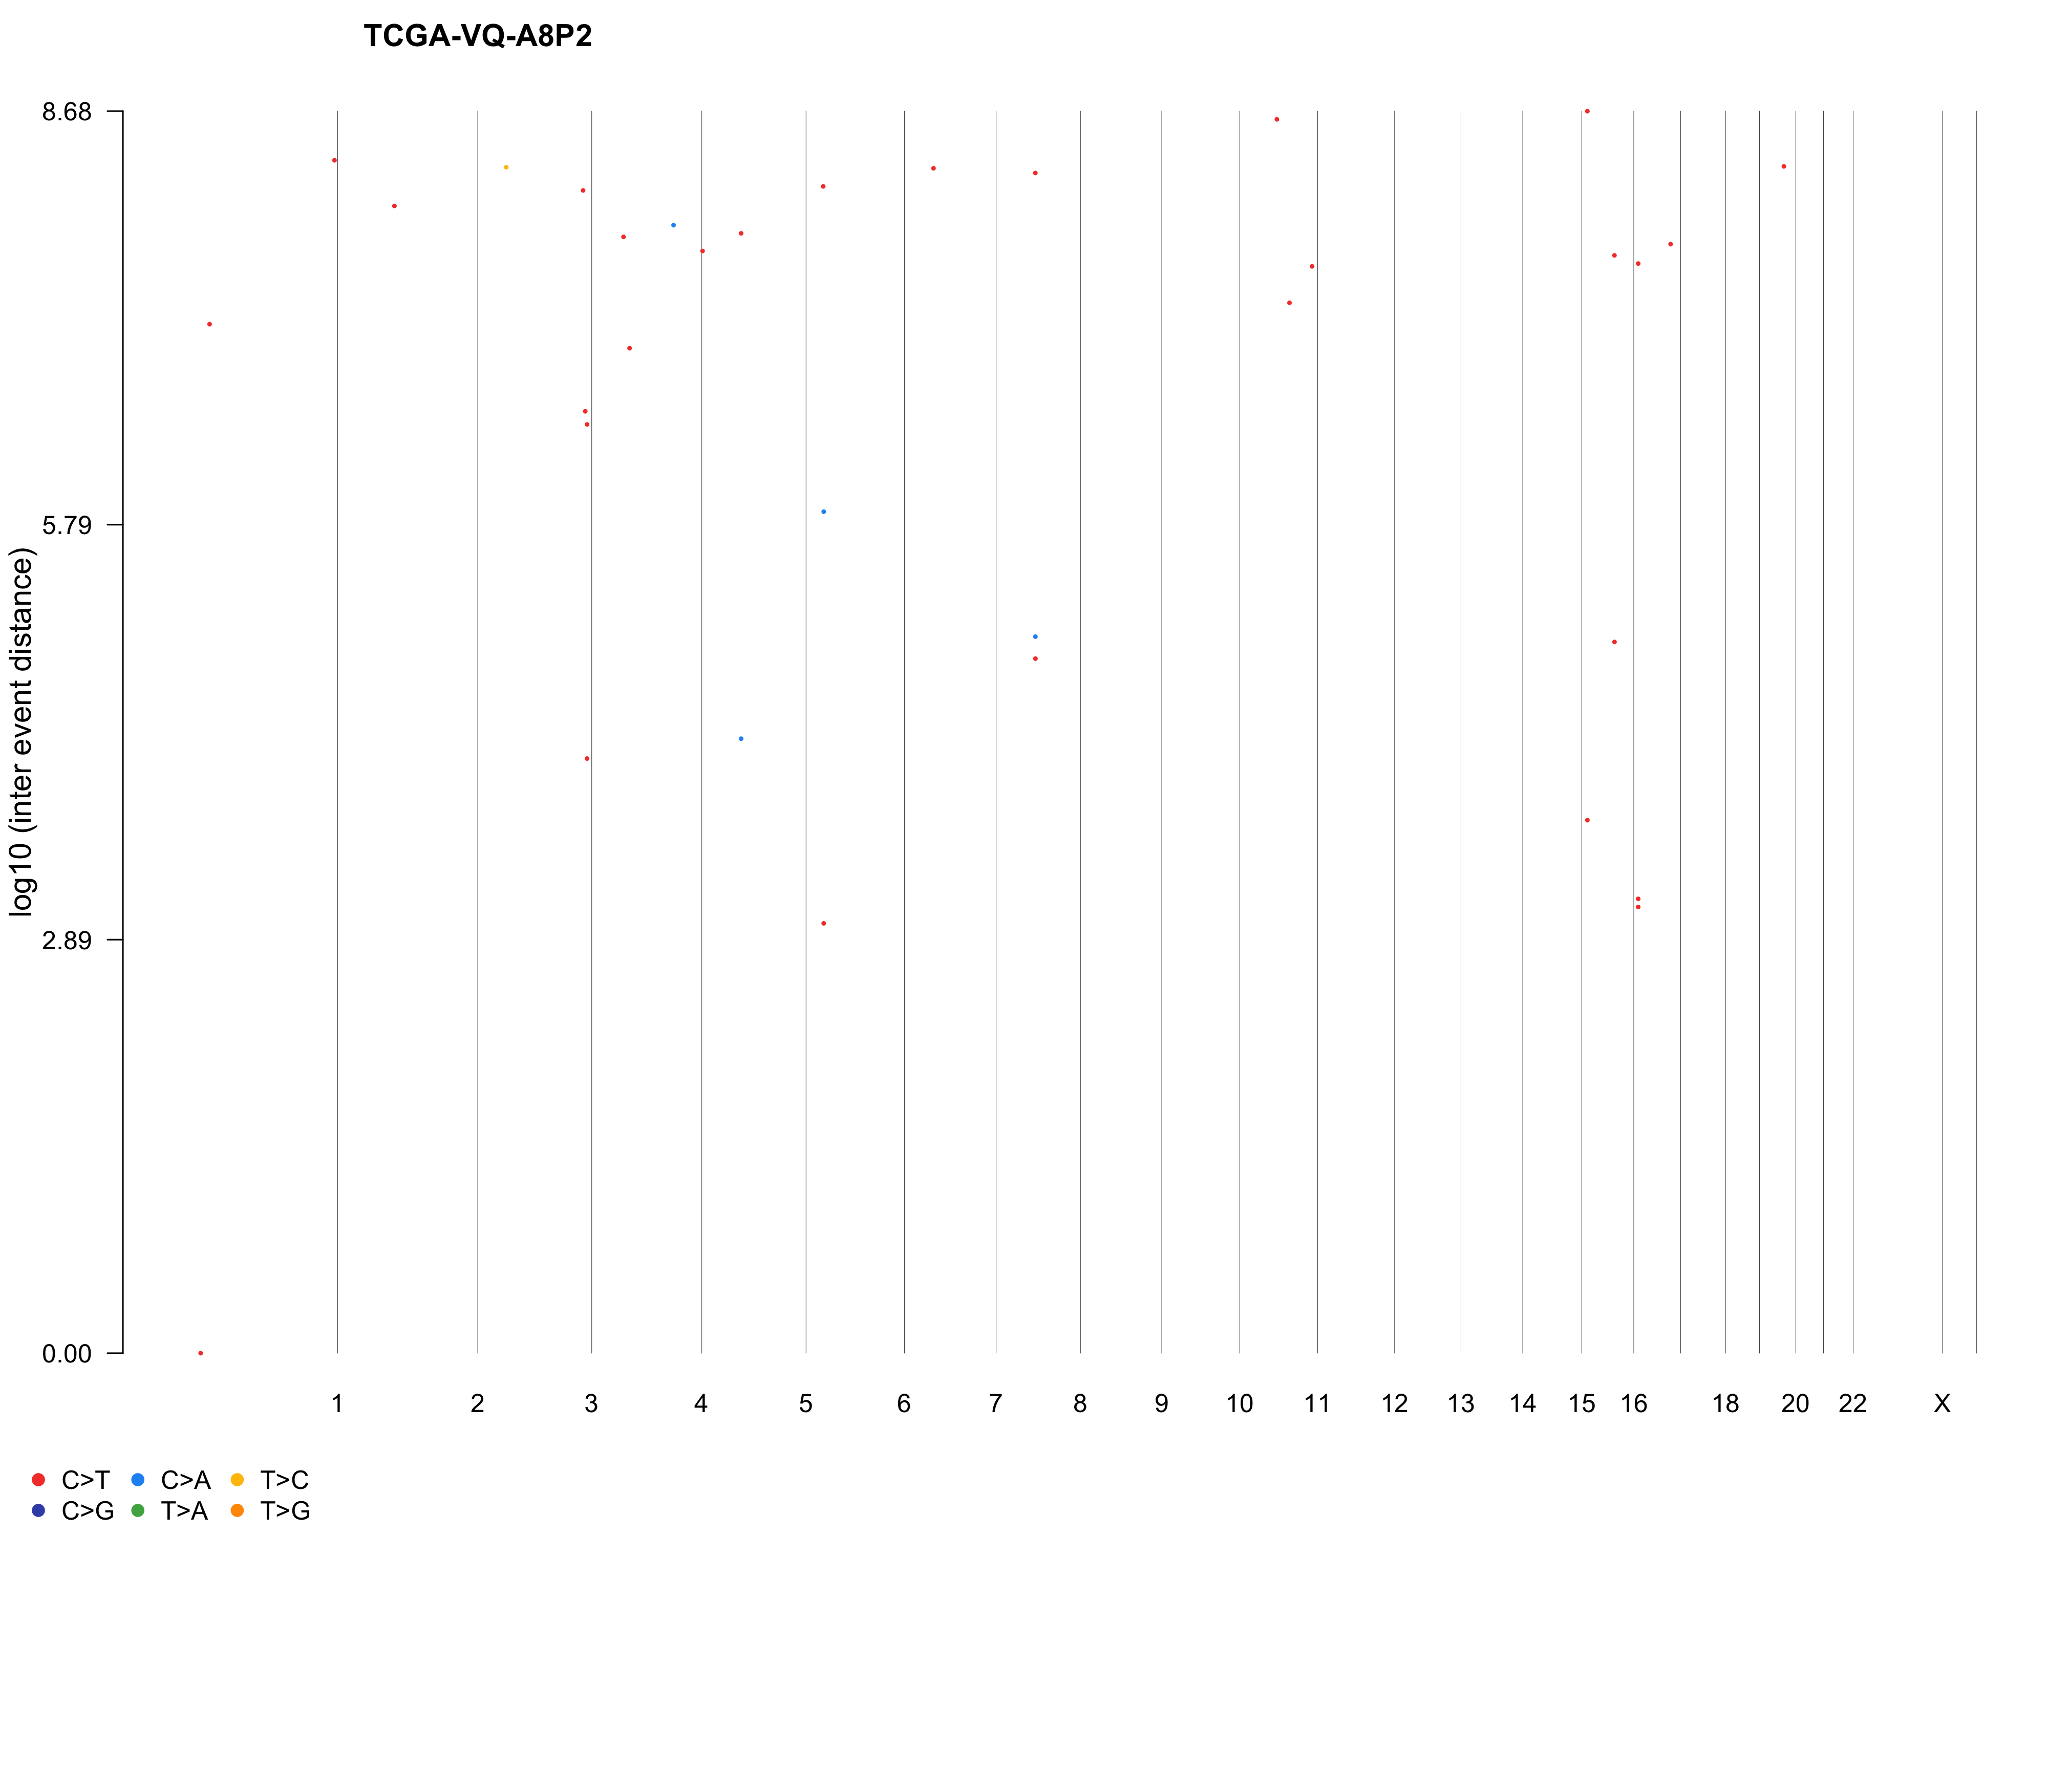 TCGA-VQ-A8P2
8.68
5.79
2.89
0.00
log10 (inter event distance)
1 2 3 4 5 6 7 8 9 10 11 12 13 14 15 16 18 20 22 X
C>T C>A T>C
C>G T>A T>G